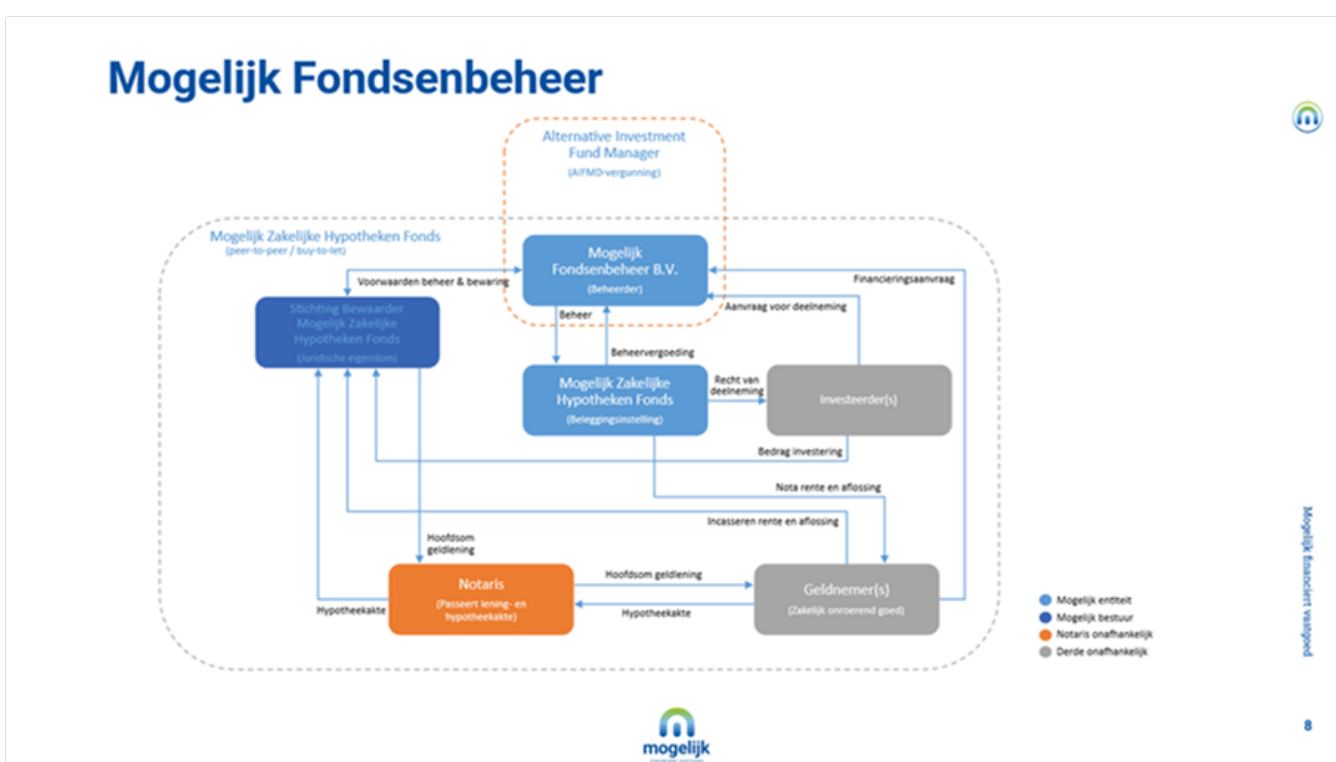 Mogelijk Fondsenbeheer
Alternative Investment
Fund Manager
(AIFMD-vergunning)
Mogelijk Zakelijke Hypotheken Fonds
(peer-to-peer / buy-to-let)
Mogelijk
Fondsenbeheer B.V.
(Beheerder)
Voorwaarden beheer & bewaring
Financieringsaanvraag
Stichting Bewaarder
Mogelijk Zakelijke
Hypotheken Fonds
(Juridische eigendom)
Aanvraag voor deelneming
Beheer
Beheervergoeding
Mogelijk Zakelijke
Hypotheken Fonds
(Beleggingsinstelling)
Recht van
deelneming
Investeerder(s)
Bedrag investering
Nota rente en aflossing
Incasseren rente en aflossing
Hoofdsom
geldlening
Notaris
(Passeert lening- en
hypotheekakte)
Hoofdsom geldlening
Hypotheekakte
Hypotheekakte
Geldnemer(s)
(Zakelijk onroerend goed)
Mogelijk entiteit
Mogelijk bestuur
Notaris onafhankelijk
Derde onafhankelijk
Mogelijk financiert vastgoed
8
mogelijk